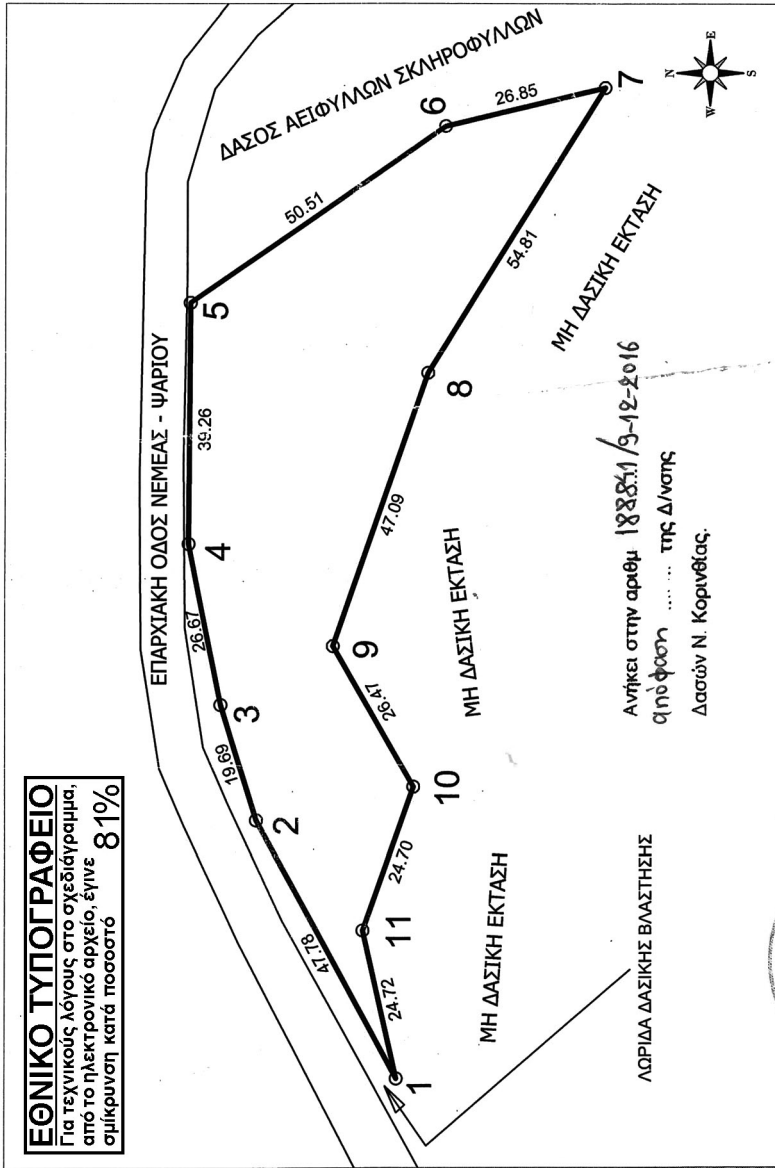 ΕΘΝΙΚΟ ΤΥΠΟΓΡΑΦΕΙΟ
Για τεχνικούς λόγους στο σχεδιάγραμμα,
από το ηλεκτρονικό αρχείο, έγινε
σμίκρυνση κατά ποσοστό 81%
ΕΠΑΡΧΙΑΚΗ ΟΔΟΣ ΝΕΜΕΑΣ - ΨΑΡΙΟΥ
ΔΑΣΟΣ ΑΕΙΦΥΛΛΩΝ ΣΚΛΗΡΟΦΥΛΛΩΝ
1
47.78
2
19.69
3
26.67
4
39.26
5
50.51
6
26.85
7
54.81
8
47.09
9
26.47
10
24.70
11
24.72
ΜΗ ΔΑΣΙΚΗ ΕΚΤΑΣΗ
ΜΗ ΔΑΣΙΚΗ ΕΚΤΑΣΗ
ΜΗ ΔΑΣΙΚΗ ΕΚΤΑΣΗ
N
W
E
S
ΛΩΡΙΔΑ ΔΑΣΙΚΗΣ ΒΛΑΣΤΗΣΗΣ
Ανήκει στην αριθμ 188841/9-12-2016
απόφαση ........ της Δ/νσης
Δασών Ν. Κορινθίας.